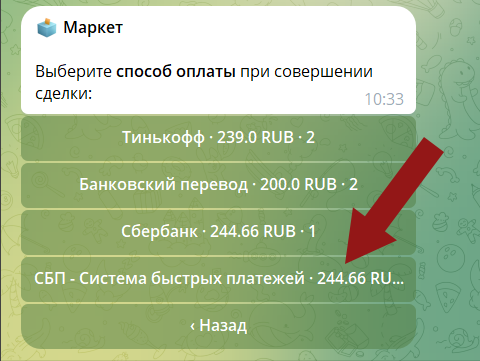 Маркет
Выберите способ оплаты при совершении
сделки:
10:33
Тинькофф · 239.0 RUB · 2
Банковский перевод · 200.0 RUB · 2
Сбербанк · 244.66 RUB · 1
СБП - Система быстрых платежей · 244.66 RU...
‹ Назад